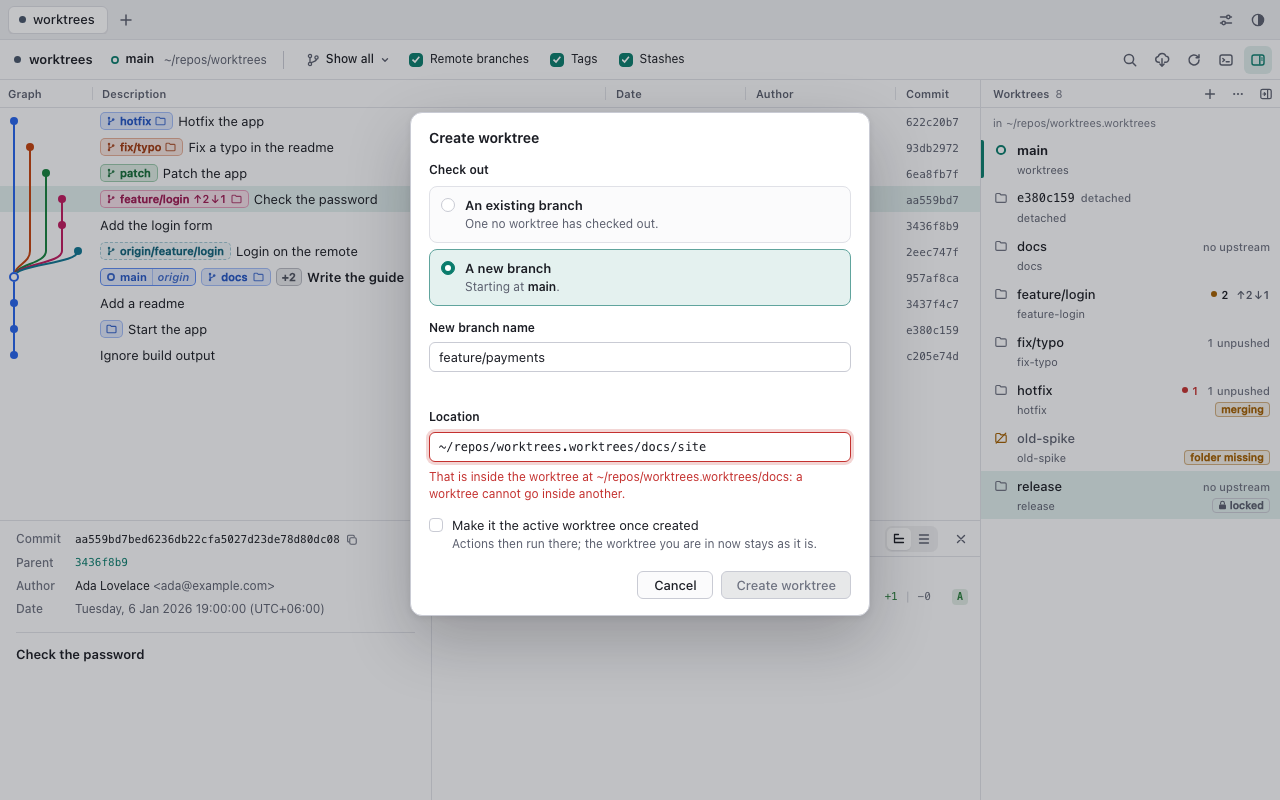 worktrees
worktrees main ~/repos/worktrees Show all Remote branches Tags Stashes
Graph Description Date Author Commit
hotfix Hotfix the app 622c20b7
fix/typo Fix a typo in the readme 93db2972
patch Patch the app 6ea8fb7f
feature/login ↑2↓1 Check the password aa559bd7
Add the login form 3436f8b9
origin/feature/login Login on the remote 2eec747f
main origin docs +2 Write the guide 957af8ca
Add a readme 3437f4c7
Start the app e380c159
Ignore build output c205e74d
Create worktree
Check out
An existing branch
One no worktree has checked out.
A new branch
Starting at main.
New branch name
feature/payments
Location
~/repos/worktrees.worktrees/docs/site
That is inside the worktree at ~/repos/worktrees.worktrees/docs: a
worktree cannot go inside another.
Make it the active worktree once created
Actions then run there; the worktree you are in now stays as it is.
Cancel Create worktree
Worktrees 8
in ~/repos/worktrees.worktrees
main
worktrees
e380c159 detached
detached
docs no upstream
docs
feature/login 2 ↑2↓1
feature-login
fix/typo 1 unpushed
fix-typo
hotfix 1 1 unpushed
hotfix merging
old-spike
old-spike folder missing
release no upstream
release locked
Commit aa559bd7bed6236db22cfa5027d23de78d80dc08
Parent 3436f8b9
Author Ada Lovelace <ada@example.com>
Date Tuesday, 6 Jan 2026 19:00:00 (UTC+06:00)
Check the password
+1 | −0 A